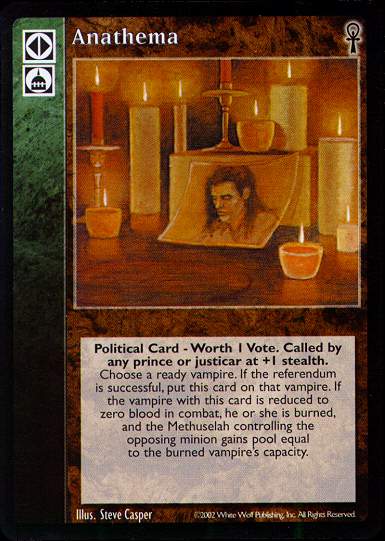 Anathema
Political Card - Worth 1 Vote. Called by
any prince or justicar at +1 stealth.
Choose a ready vampire. If the referendum
is successful, put this card on that vampire. If
the vampire with this card is reduced to
zero blood in combat, he or she is burned,
and the Methuselah controlling the
opposing minion gains pool equal
to the burned vampire's capacity.
Illus. Steve Casper
©2002 White Wolf Publishing, Inc. All Rights Reserved.